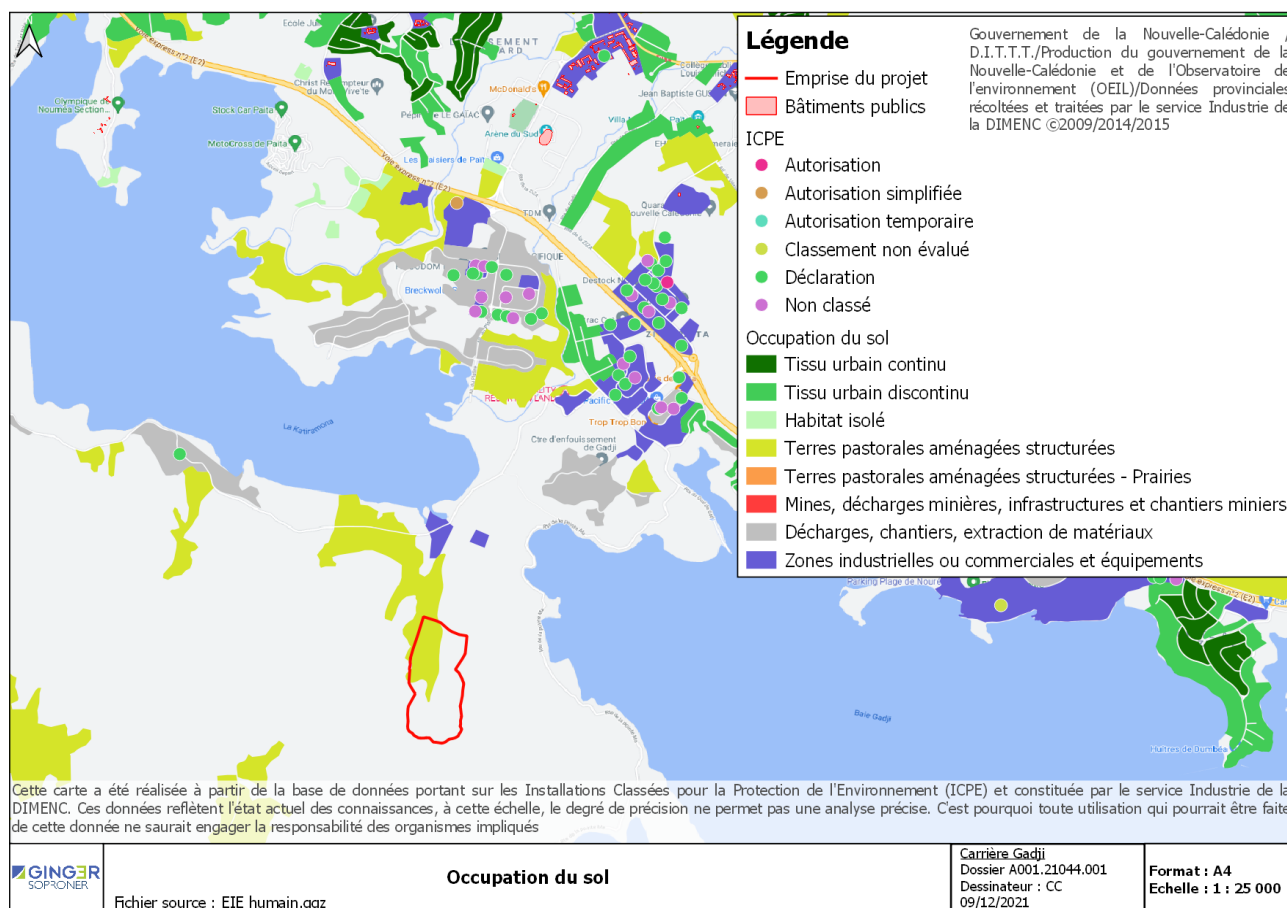 Légende
Emprise du projet
Bâtiments publics
ICPE
Autorisation
Autorisation simplifiée
Autorisation temporaire
Classement non évalué
Déclaration
Non classé
Occupation du sol
Tissu urbain continu
Tissu urbain discontinu
Habitat isolé
Terres pastorales aménagées structurées
Terres pastorales aménagées structurées - Prairies
Mines, décharges minières, infrastructures et chantiers miniers
Décharges, chantiers, extraction de matériaux
Zones industrielles ou commerciales et équipements
Gouvernement de la Nouvelle-Calédonie /
D.I.T.T.T./Production du gouvernement de la
Nouvelle-Calédonie et de l'Observatoire de
l'environnement (OEIL)/Données provinciales
récoltées et traitées par le service Industrie de
la DIMENC ©2009/2014/2015
Olympique de
Nouméa Section...
Stock Car Païta
MotoCross de Païta
McDonald's
Arène du Sud
TDM
Voie express n°2 (E2)
La Katiramona
Ctre d'enfouissement
de Gadji
Parking Plage de Nouré
Baie Gadji
Huîtres de Dumbéa
Cette carte a été réalisée à partir de la base de données portant sur les Installations Classées pour la Protection de l'Environnement (ICPE) et constituée par le service Industrie de la
DIMENC. Ces données reflètent l'état actuel des connaissances, à cette échelle, le degré de précision ne permet pas une analyse précise. C'est pourquoi toute utilisation qui pourrait être faite
de cette donnée ne saurait engager la responsabilité des organismes impliqués
GINGER
SOPRONER
Occupation du sol
Fichier source : EIE humain.qgz
Carrière Gadji
Dossier A001.21044.001
Dessinateur : CC
09/12/2021
Format : A4
Echelle : 1 : 25 000